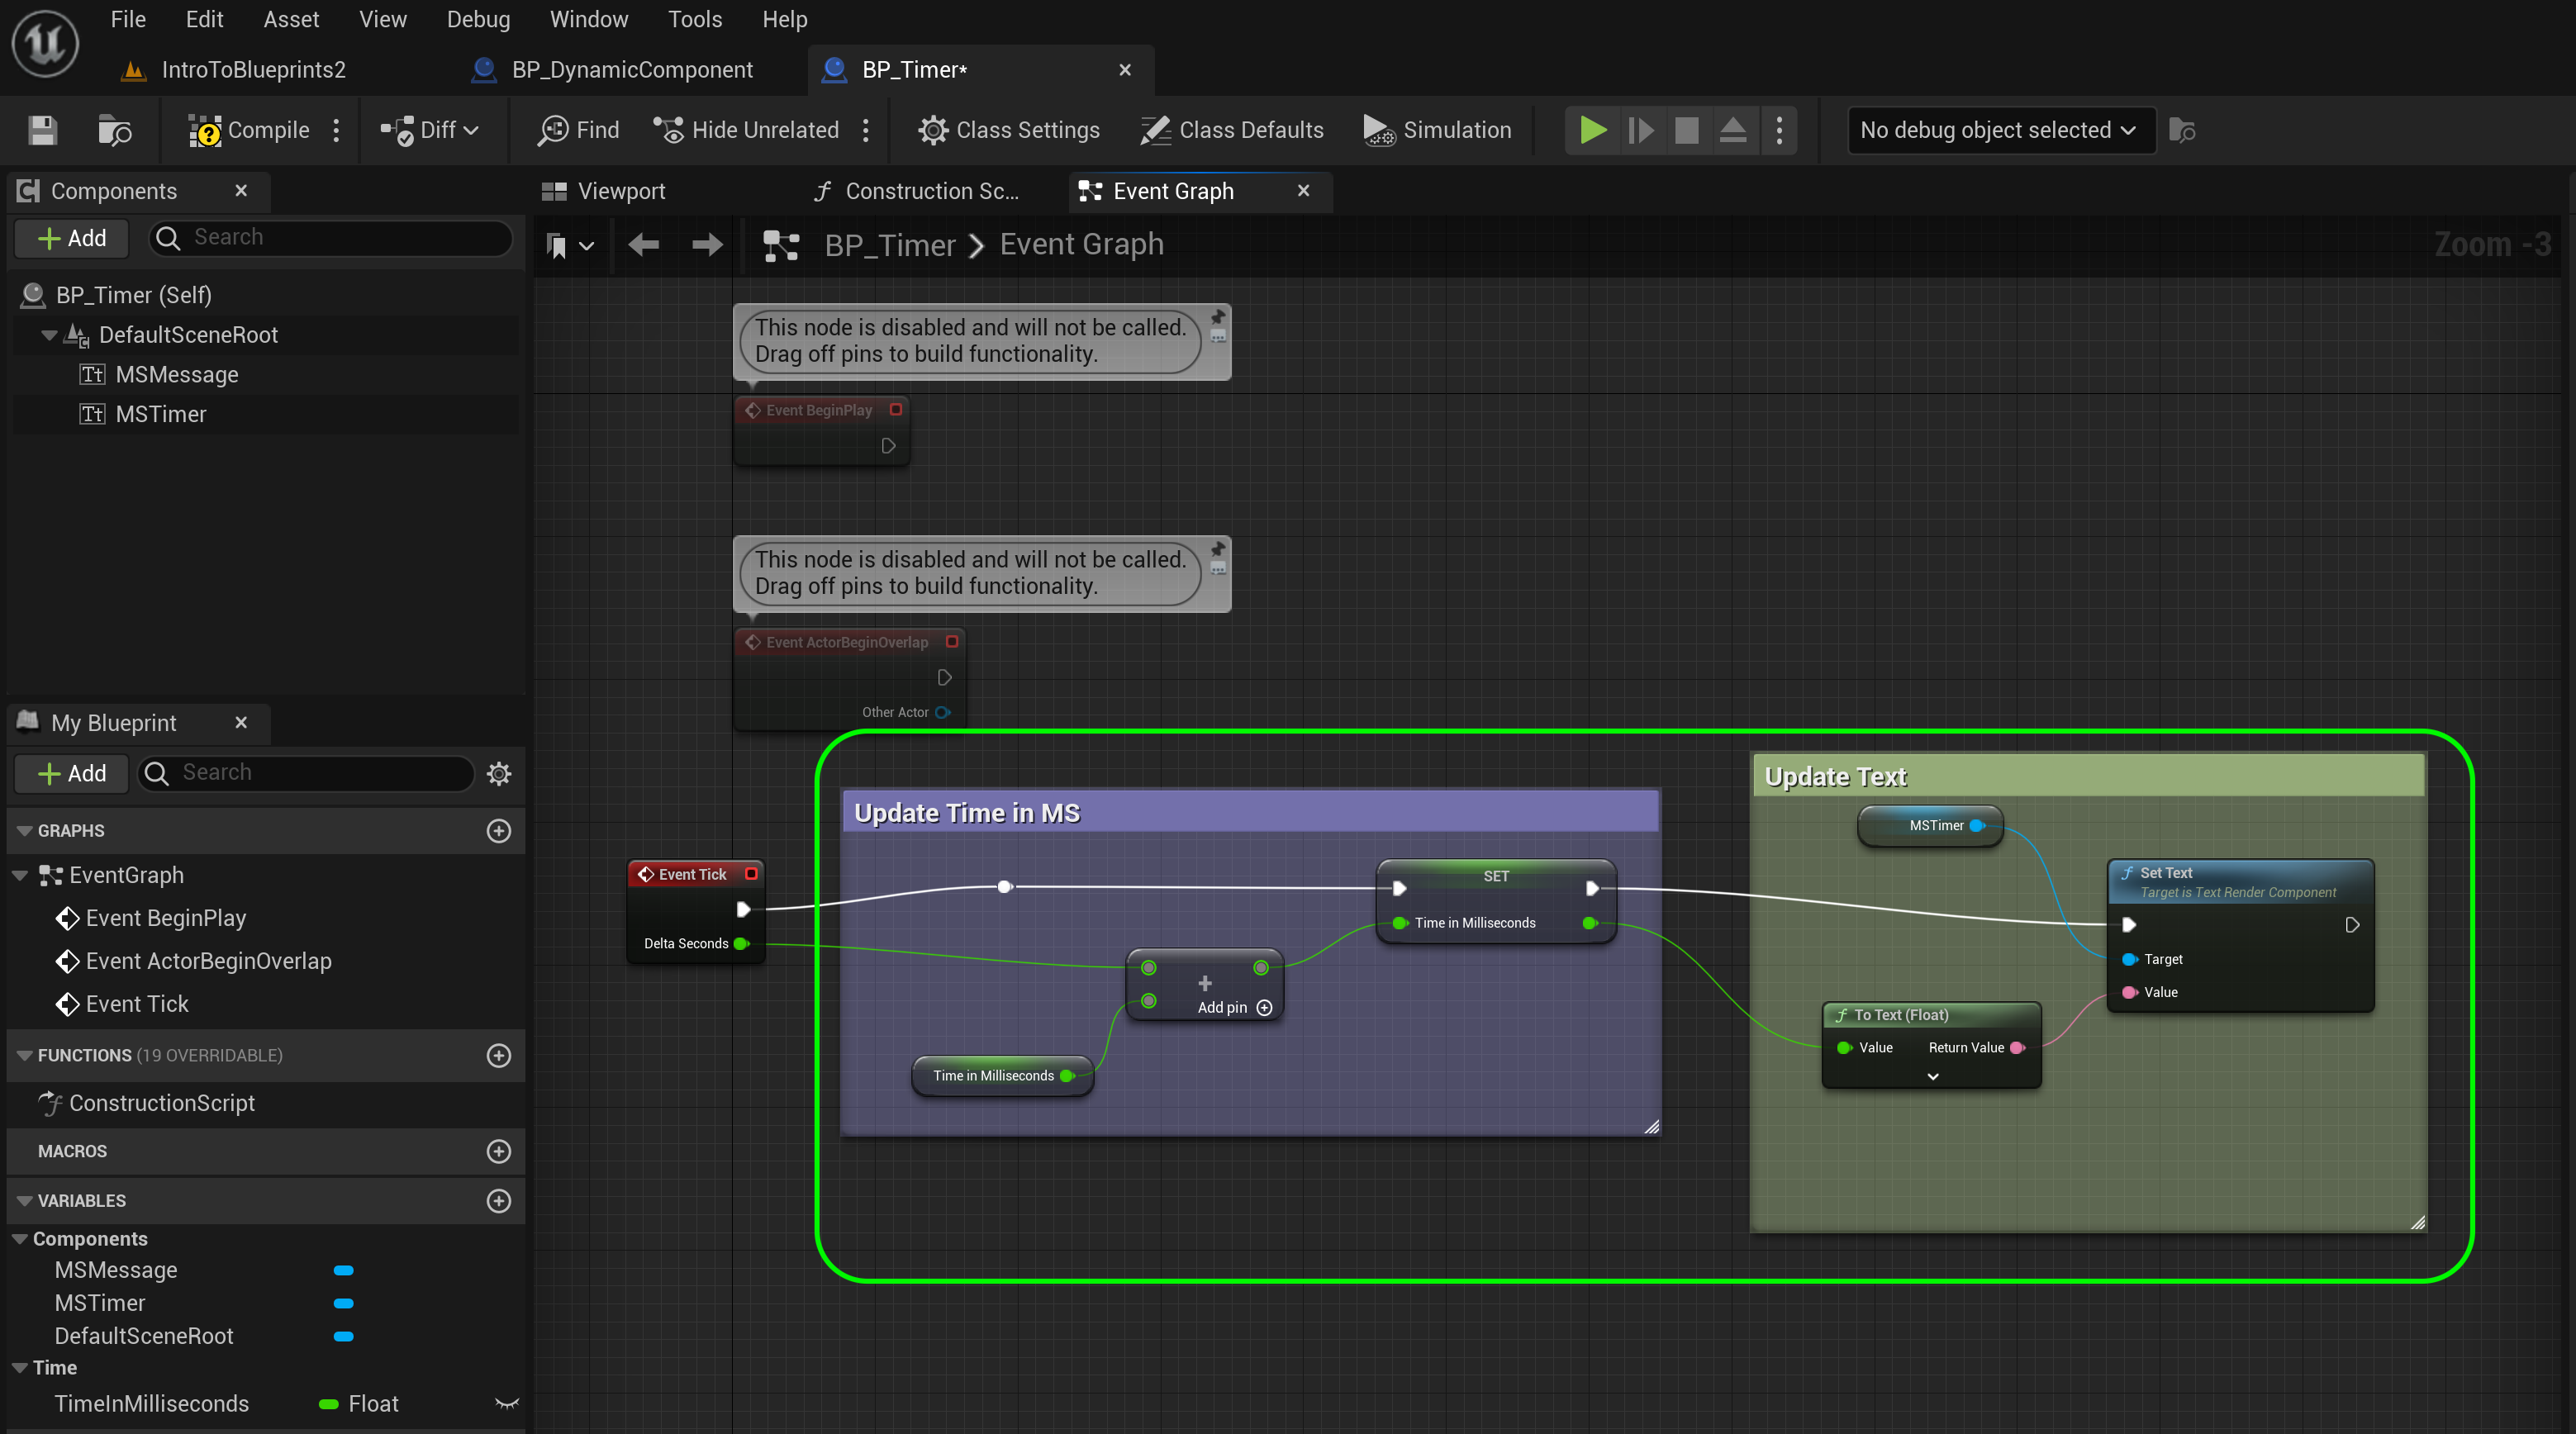 File Edit Asset View Debug Window Tools Help
IntroToBlueprints2 BP_DynamicComponent BP_Timer*
Compile Diff Find Hide Unrelated Class Settings Class Defaults Simulation No debug object selected
Components
Add Search
BP_Timer (Self)
DefaultSceneRoot
MSMessage
MSTimer
My Blueprint
Add Search
GRAPHS
EventGraph
Event BeginPlay
Event ActorBeginOverlap
Event Tick
FUNCTIONS (19 OVERRIDABLE)
ConstructionScript
MACROS
VARIABLES
Components
MSMessage
MSTimer
DefaultSceneRoot
Time
TimeInMilliseconds Float
Viewport Construction Sc... Event Graph
BP_Timer > Event Graph Zoom -3
This node is disabled and will not be called.
Drag off pins to build functionality.
Event BeginPlay
This node is disabled and will not be called.
Drag off pins to build functionality.
Event ActorBeginOverlap
Other Actor
Event Tick
Delta Seconds
Update Time in MS
SET
Time in Milliseconds
Add pin
Time in Milliseconds
Update Text
MSTimer
Set Text
Target is Text Render Component
Target
Value
To Text (Float)
Value Return Value